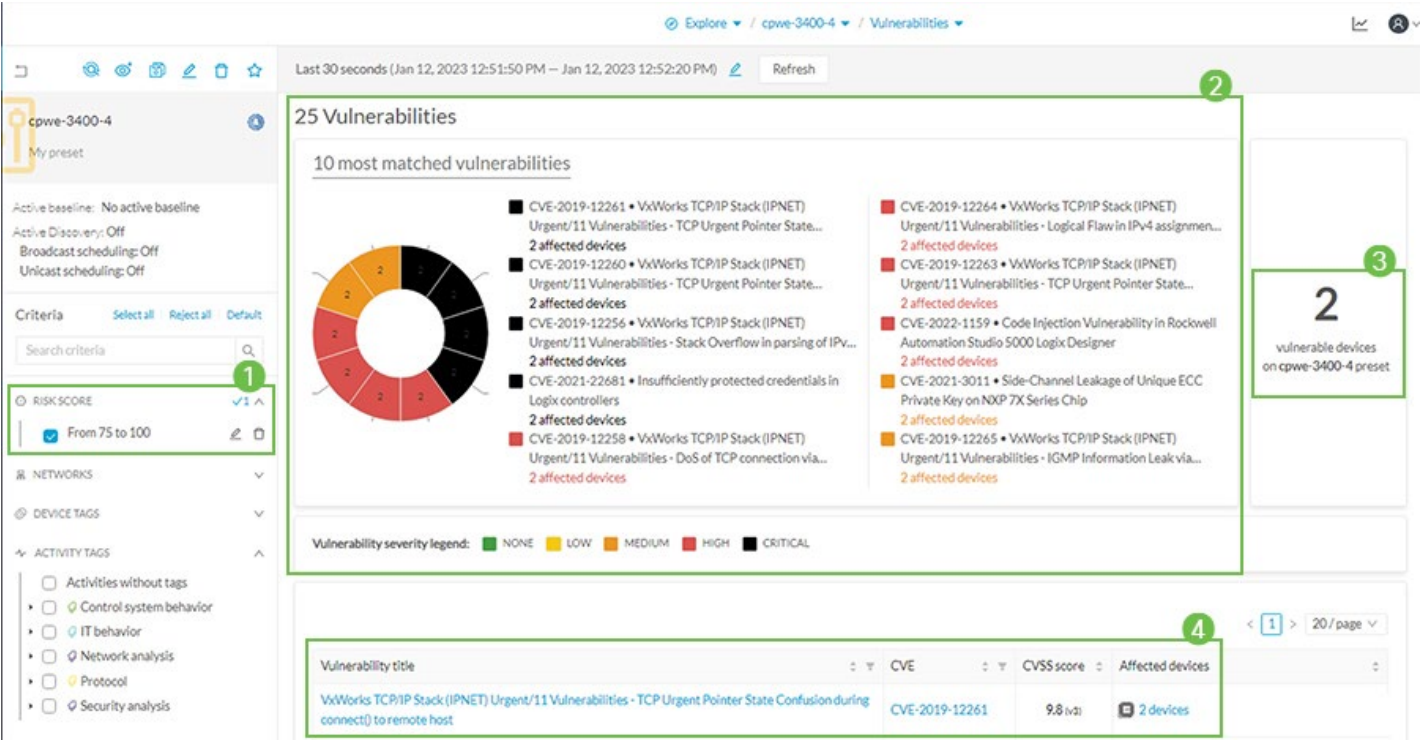 Explore / cpwe-3400-4 / Vulnerabilities
Last 30 seconds (Jan 12, 2023 12:51:50 PM — Jan 12, 2023 12:52:20 PM) Refresh
cpwe-3400-4
My preset
Active baseline: No active baseline
Active Discovery: Off
Broadcast scheduling: Off
Unicast scheduling: Off
Criteria Select all Reject all Default
Search criteria
1
RISK SCORE 1
From 75 to 100
NETWORKS
DEVICE TAGS
ACTIVITY TAGS
Activities without tags
Control system behavior
IT behavior
Network analysis
Protocol
Security analysis
2
25 Vulnerabilities
10 most matched vulnerabilities
2
2
2
2
2
2
2
2
2
2
CVE-2019-12261 • VxWorks TCP/IP Stack (IPNET)
Urgent/11 Vulnerabilities - TCP Urgent Pointer State...
2 affected devices
CVE-2019-12260 • VxWorks TCP/IP Stack (IPNET)
Urgent/11 Vulnerabilities - TCP Urgent Pointer State...
2 affected devices
CVE-2019-12256 • VxWorks TCP/IP Stack (IPNET)
Urgent/11 Vulnerabilities - Stack Overflow in parsing of IPv...
2 affected devices
CVE-2021-22681 • Insufficiently protected credentials in
Logix controllers
2 affected devices
CVE-2019-12258 • VxWorks TCP/IP Stack (IPNET)
Urgent/11 Vulnerabilities - DoS of TCP connection via...
2 affected devices
CVE-2019-12264 • VxWorks TCP/IP Stack (IPNET)
Urgent/11 Vulnerabilities - Logical Flaw in IPv4 assignmen...
2 affected devices
CVE-2019-12263 • VxWorks TCP/IP Stack (IPNET)
Urgent/11 Vulnerabilities - TCP Urgent Pointer State...
2 affected devices
CVE-2022-1159 • Code Injection Vulnerability in Rockwell
Automation Studio 5000 Logix Designer
2 affected devices
CVE-2021-3011 • Side-Channel Leakage of Unique ECC
Private Key on NXP 7X Series Chip
2 affected devices
CVE-2019-12265 • VxWorks TCP/IP Stack (IPNET)
Urgent/11 Vulnerabilities - IGMP Information Leak via...
2 affected devices
Vulnerability severity legend: NONE LOW MEDIUM HIGH CRITICAL
3
2
vulnerable devices
on cpwe-3400-4 preset
< 1 > 20 / page
4
Vulnerability title CVE CVSS score Affected devices
VxWorks TCP/IP Stack (IPNET) Urgent/11 Vulnerabilities - TCP Urgent Pointer State Confusion during
connect() to remote host CVE-2019-12261 9.8 (v3) 2 devices